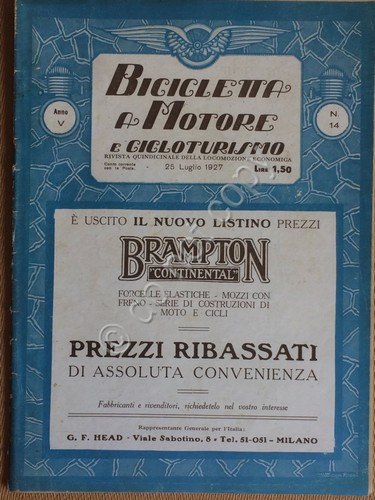 BICICLETTA
A MOTORE
E CICLOTURISMO
Anno
V
N.
14
RIVISTA QUINDICINALE DELLA LOCOMOZIONE ECONOMICA
Conto corrente
con la Posta.
25 Luglio 1927
LIRE 1,50
È USCITO IL NUOVO LISTINO PREZZI
BRAMPTON
"CONTINENTAL"
FORCELLE ELASTICHE - MOZZI CON
FRENO - SERIE DI COSTRUZIONI DI
MOTO E CICLI
PREZZI RIBASSATI
DI ASSOLUTA CONVENIENZA
Fabbricanti e rivenditori, richiedetelo nel vostro interesse
Rappresentante Generale per l'Italia:
G. F. HEAD - Viale Sabotino, 8 - Tel. 51-051 - MILANO